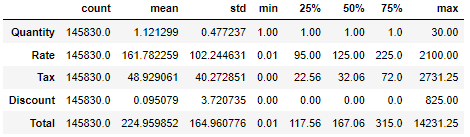 count mean std min 25% 50% 75% max
Quantity 145830.0 1.121299 0.477237 1.00 1.00 1.00 1.0 30.00
Rate 145830.0 161.782259 102.244631 0.01 95.00 125.00 225.0 2100.00
Tax 145830.0 48.929061 40.272851 0.00 22.56 32.06 72.0 2731.25
Discount 145830.0 0.095079 3.720735 0.00 0.00 0.00 0.0 825.00
Total 145830.0 224.959852 164.960776 0.01 117.56 167.06 315.0 14231.25